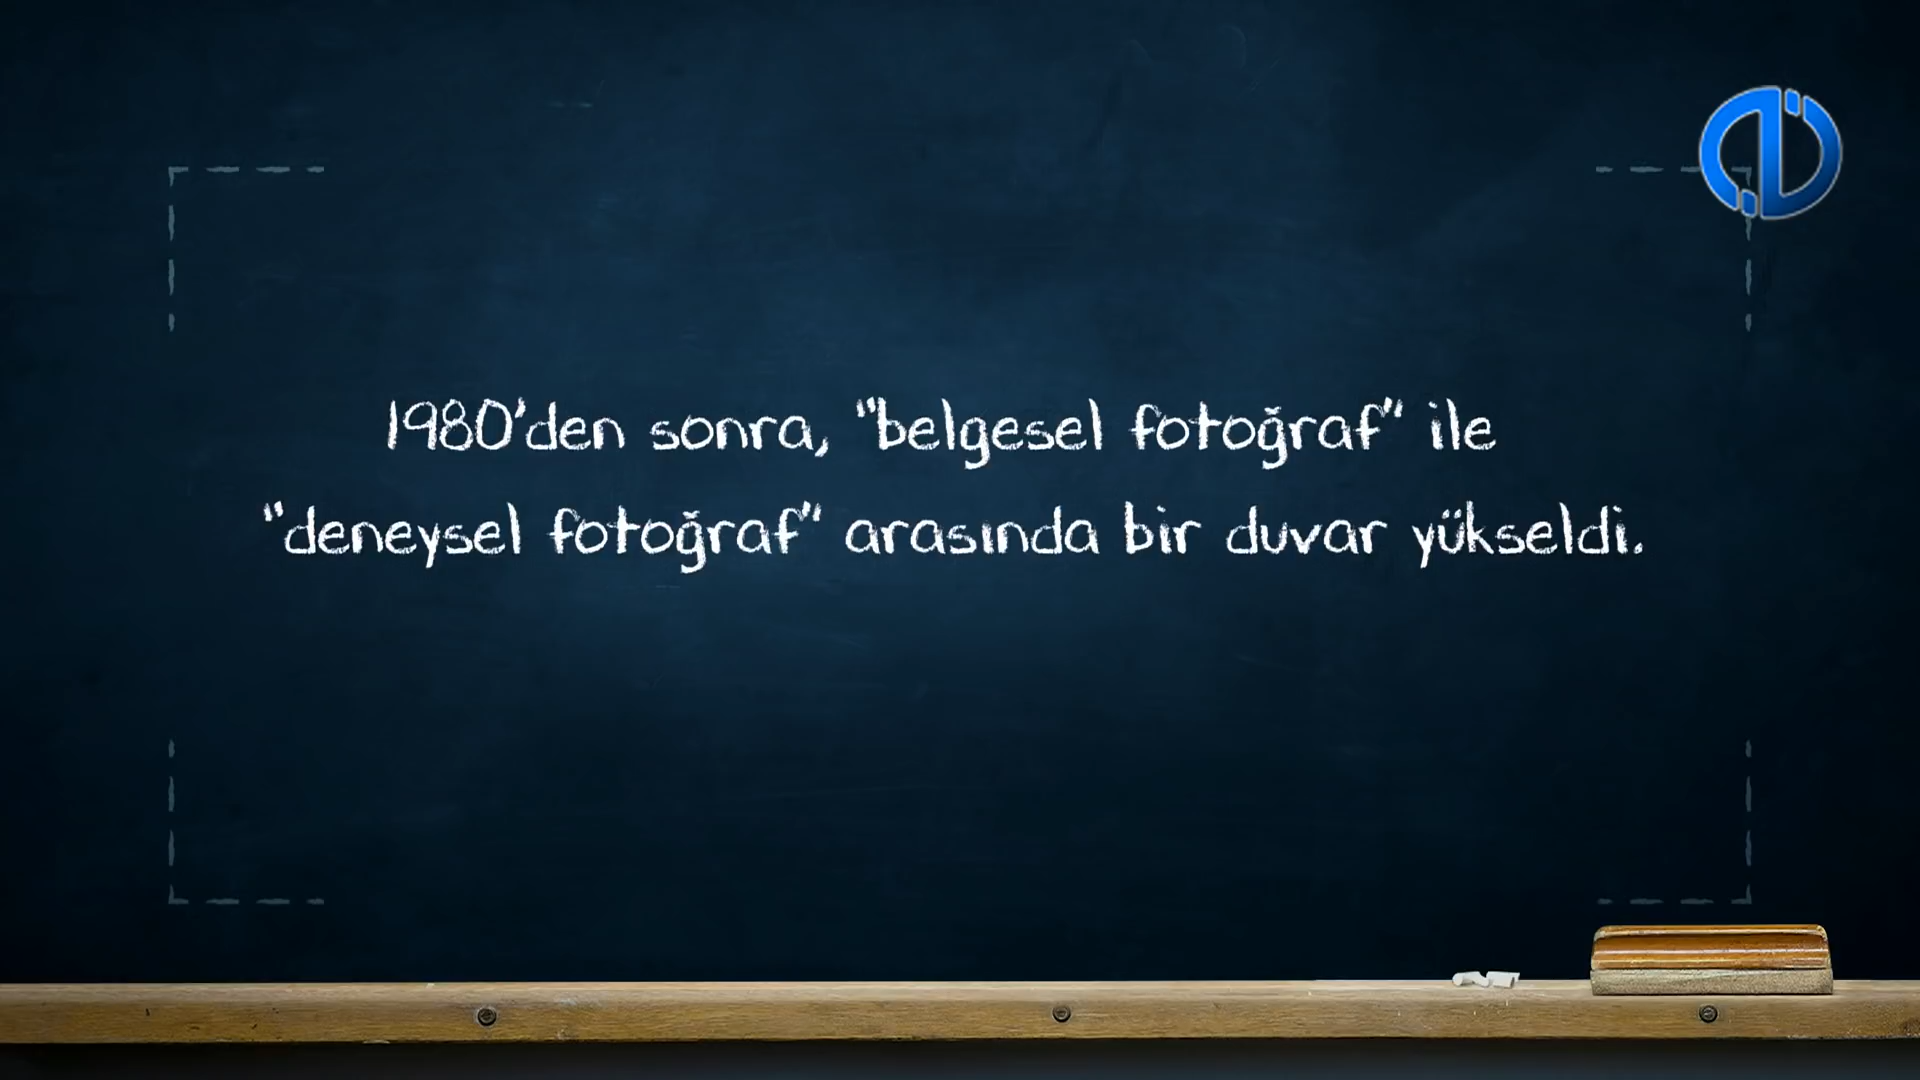 1980'den sonra, "belgesel fotoğraf" ile
"deneysel fotoğraf" arasında bir duvar yükseldi.